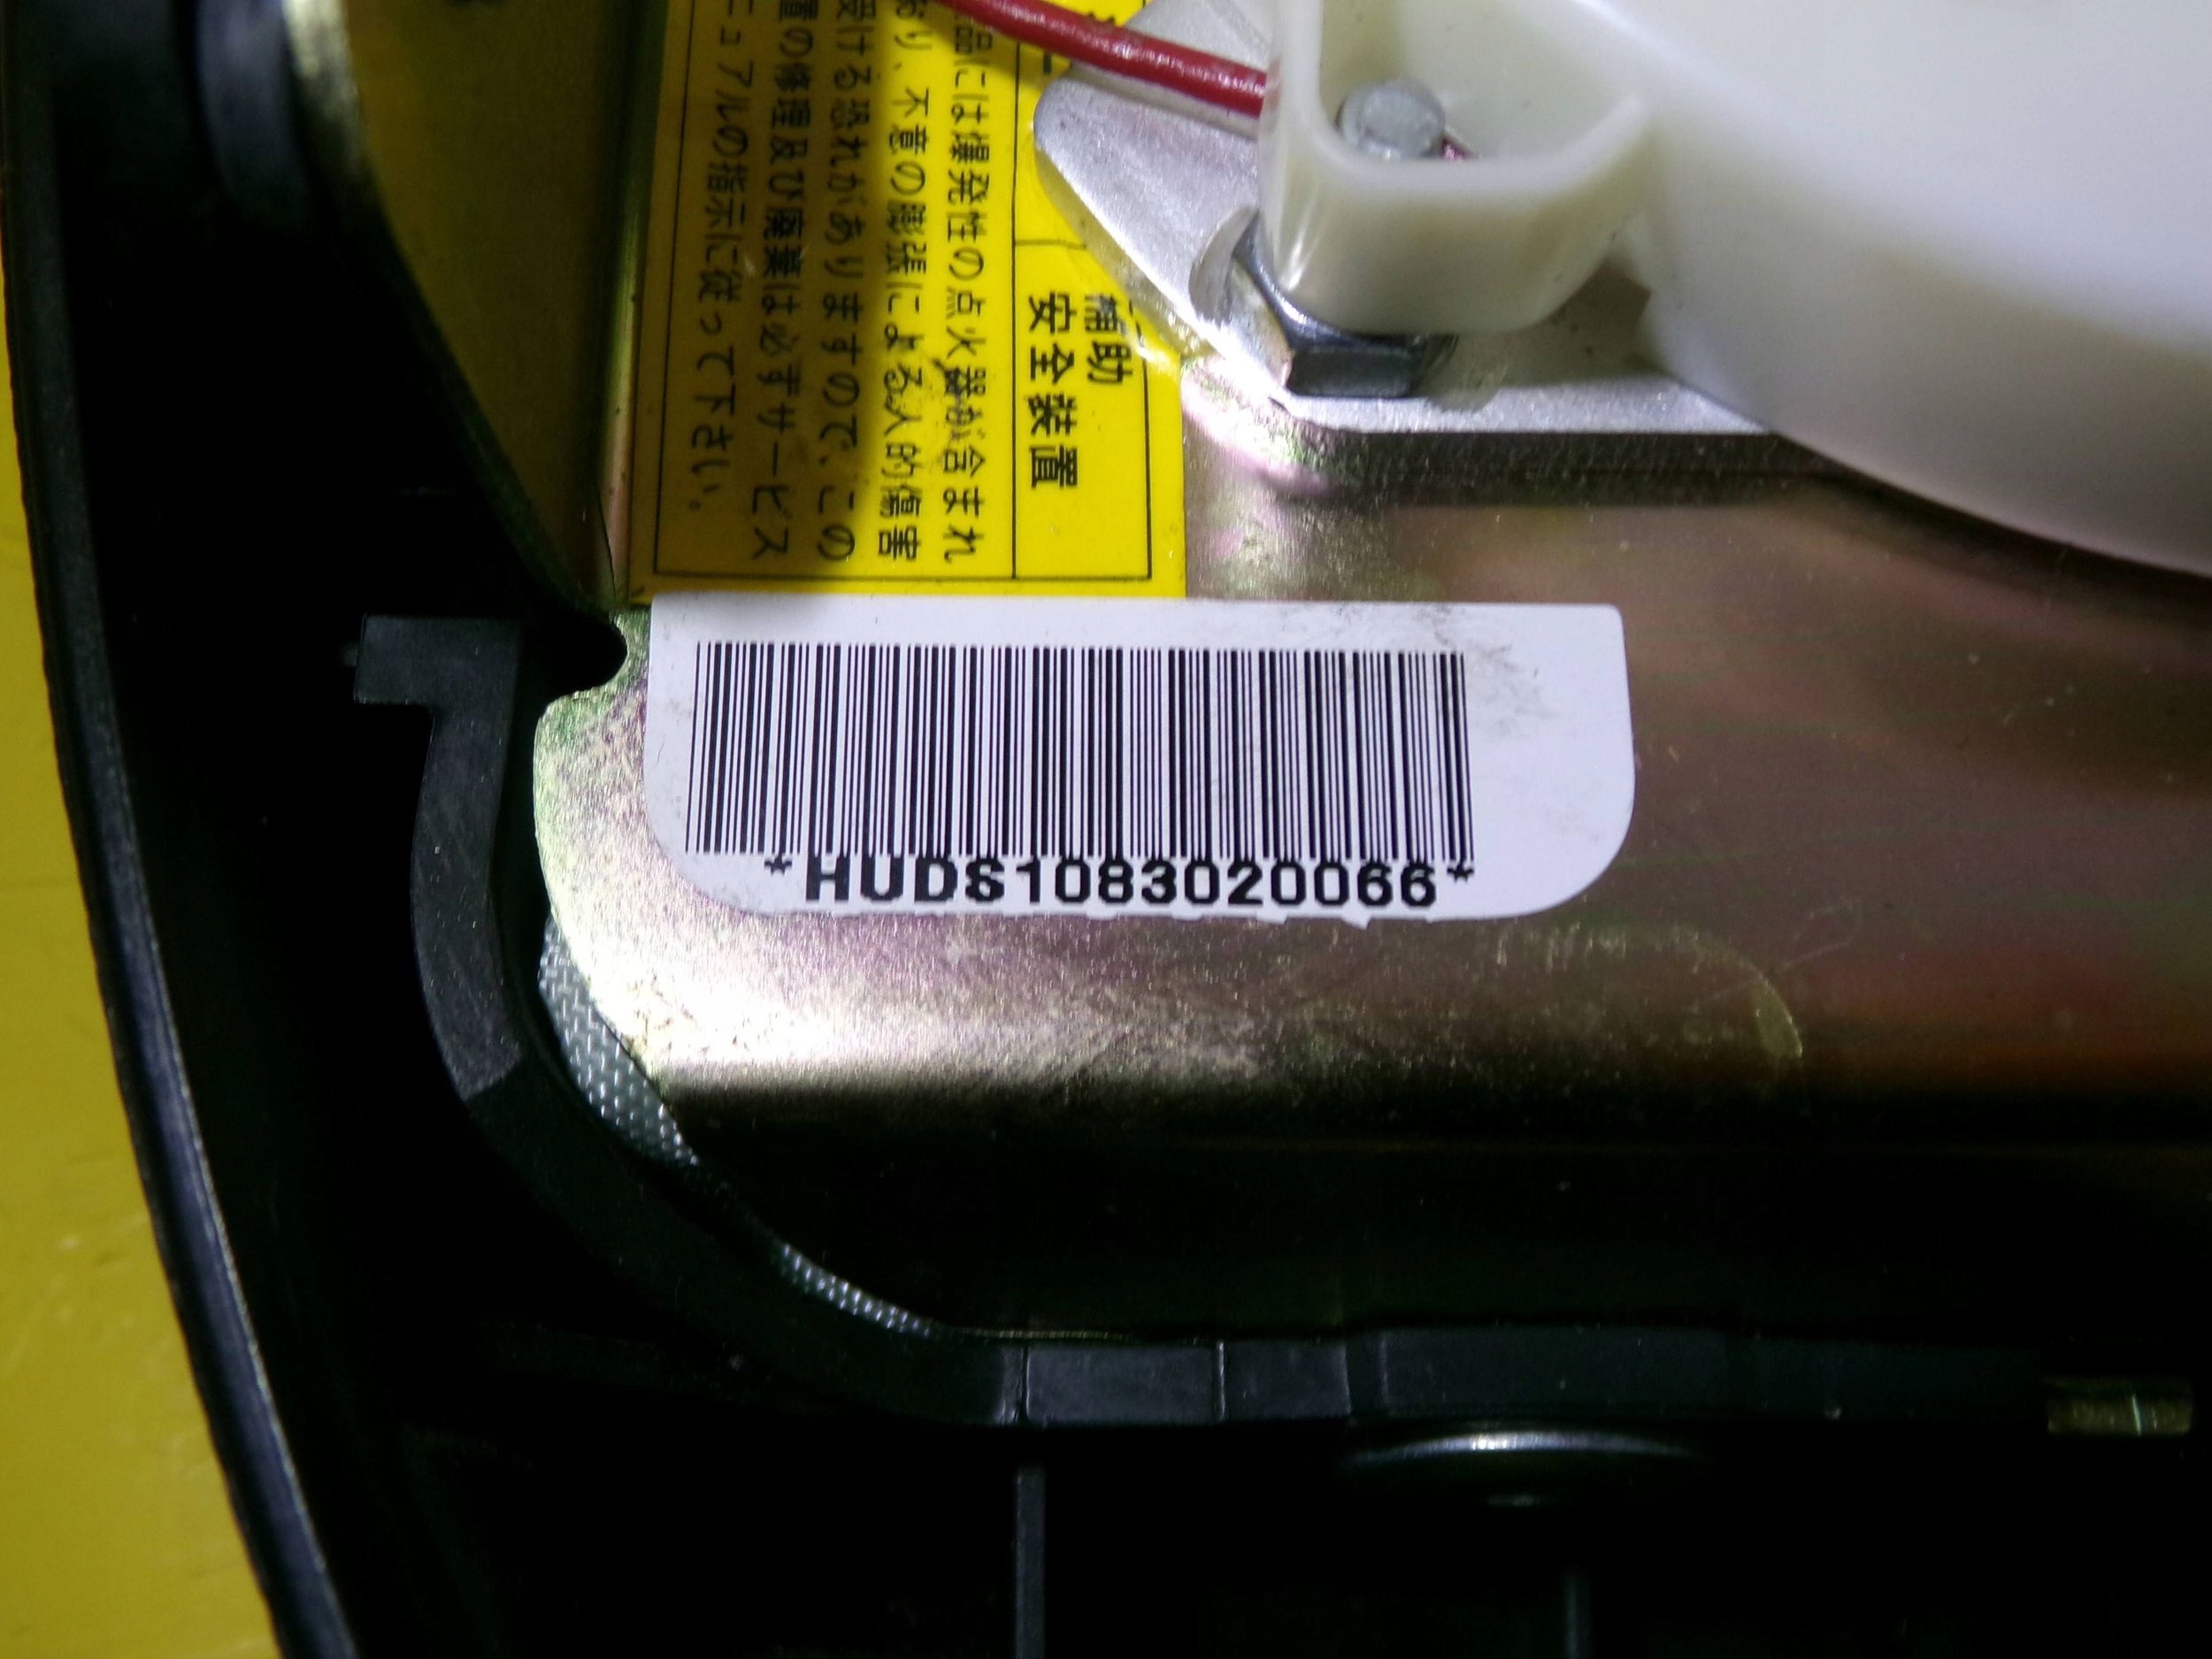 補助
安全装置
品には爆発性の点火器が含まれ
おり、不意の膨張による人的傷害
受ける恐れがありますので、この
置の修理及び廃棄は必ずサービス
ニュアルの指示に従って下さい。
*HUDS1083020066*